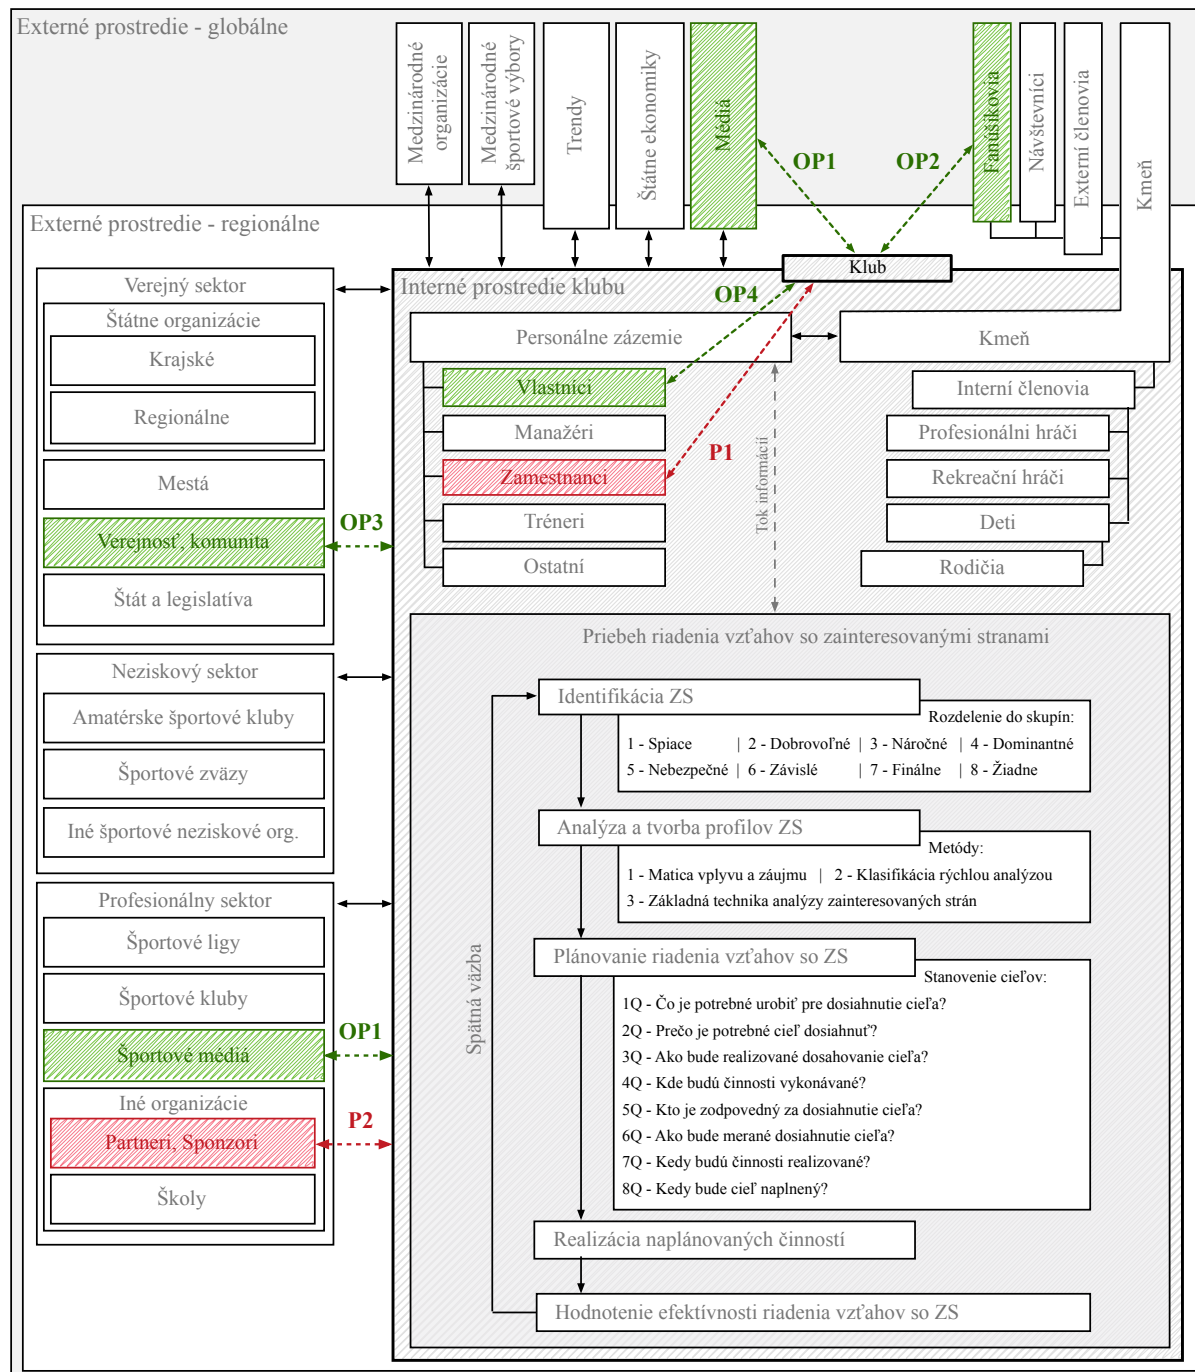 Externé prostredie - globálne
Medzinárodné
organizácie
Medzinárodné
športové výbory
Trendy
Štátne ekonomiky
Médiá
Fanúšikovia
Návštevníci
Externí členovia
Kmeň
OP1
OP2
Externé prostredie - regionálne
Klub
Verejný sektor
Štátne organizácie
Krajské
Regionálne
Mestá
Verejnosť, komunita
Štát a legislatíva
OP3
Neziskový sektor
Amatérske športové kluby
Športové zväzy
Iné športové neziskové org.
Profesionálny sektor
Športové ligy
Športové kluby
Športové médiá
OP1
Iné organizácie
Partneri, Sponzori
P2
Školy
Interné prostredie klubu
OP4
Personálne zázemie
Vlastníci
Manažéri
Zamestnanci
Tréneri
Ostatní
P1
Tok informácií
Kmeň
Interní členovia
Profesionálni hráči
Rekreační hráči
Deti
Rodičia
Priebeh riadenia vzťahov so zainteresovanými stranami
Spätná väzba
Identifikácia ZS
Rozdelenie do skupín:
1 - Spiace | 2 - Dobrovoľné | 3 - Náročné | 4 - Dominantné
5 - Nebezpečné | 6 - Závislé | 7 - Finálne | 8 - Žiadne
Analýza a tvorba profilov ZS
Metódy:
1 - Matica vplyvu a záujmu | 2 - Klasifikácia rýchlou analýzou
3 - Základná technika analýzy zainteresovaných strán
Plánovanie riadenia vzťahov so ZS
Stanovenie cieľov:
1Q - Čo je potrebné urobiť pre dosiahnutie cieľa?
2Q - Prečo je potrebné cieľ dosiahnuť?
3Q - Ako bude realizované dosahovanie cieľa?
4Q - Kde budú činnosti vykonávané?
5Q - Kto je zodpovedný za dosiahnutie cieľa?
6Q - Ako bude merané dosiahnutie cieľa?
7Q - Kedy budú činnosti realizované?
8Q - Kedy bude cieľ naplnený?
Realizácia naplánovaných činností
Hodnotenie efektívnosti riadenia vzťahov so ZS